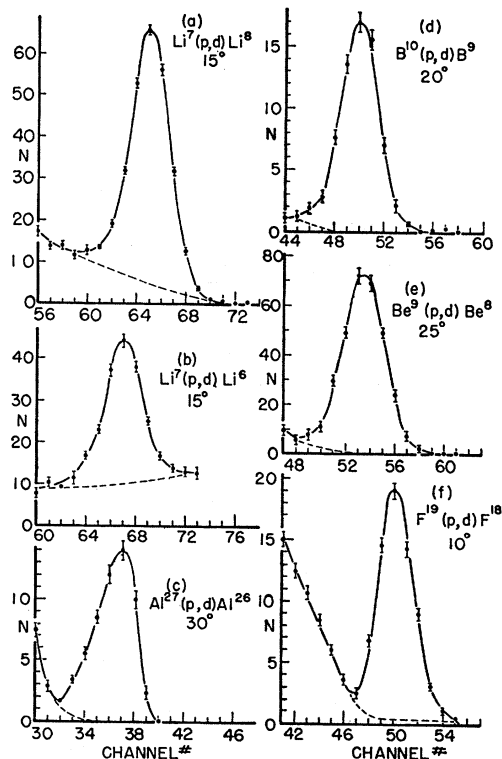 (a)
Li⁷(p,d)Li⁸
15°
60
50
40
30
N
20
10
0
56 60 64 68 72
(b)
Li⁷(p,d)Li⁶
15°
40
30
N
20
10
0
60 64 68 72 76
(c)
Al²⁷(p,d)Al²⁶
30°
10
N
5
0
30 34 38 42 46
CHANNEL#
(d)
B¹⁰(p,d)B⁹
20°
15
10
N
5
0
44 48 52 56 60
(e)
Be⁹(p,d)Be⁸
25°
80
60
40
N
20
0
48 52 56 60
(f)
F¹⁹(p,d)F¹⁸
10°
20
15
10
N
5
0
42 46 50 54
CHANNEL#